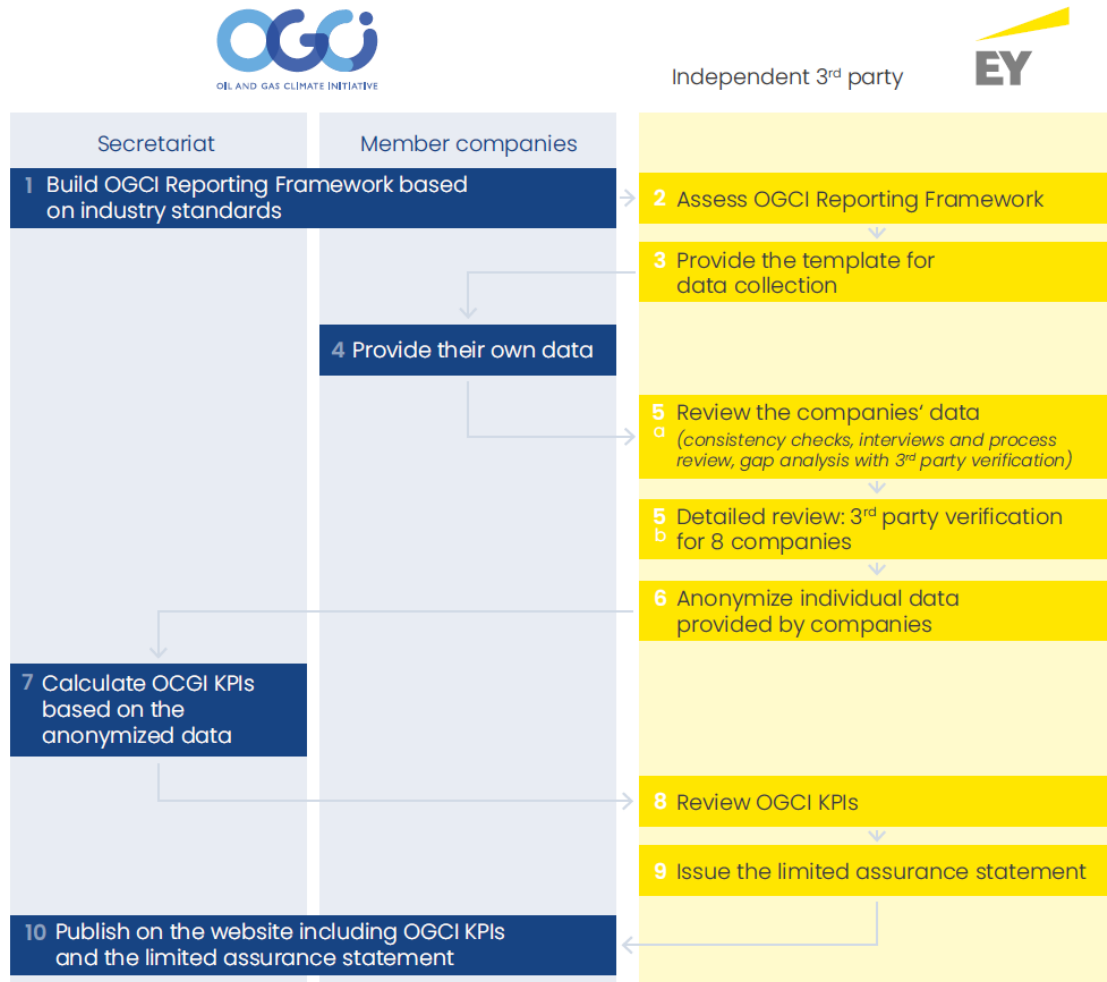 OGCi
OIL AND GAS CLIMATE INITIATIVE
Independent 3rd party
EY
Secretariat
Member companies
1 Build OGCI Reporting Framework based
on industry standards
2 Assess OGCI Reporting Framework
3 Provide the template for
data collection
4 Provide their own data
5 Review the companies‘ data
a (consistency checks, interviews and process
review, gap analysis with 3rd party verification)
5 Detailed review: 3rd party verification
b for 8 companies
6 Anonymize individual data
provided by companies
7 Calculate OCGI KPIs
based on the
anonymized data
8 Review OGCI KPIs
9 Issue the limited assurance statement
10 Publish on the website including OGCI KPIs
and the limited assurance statement